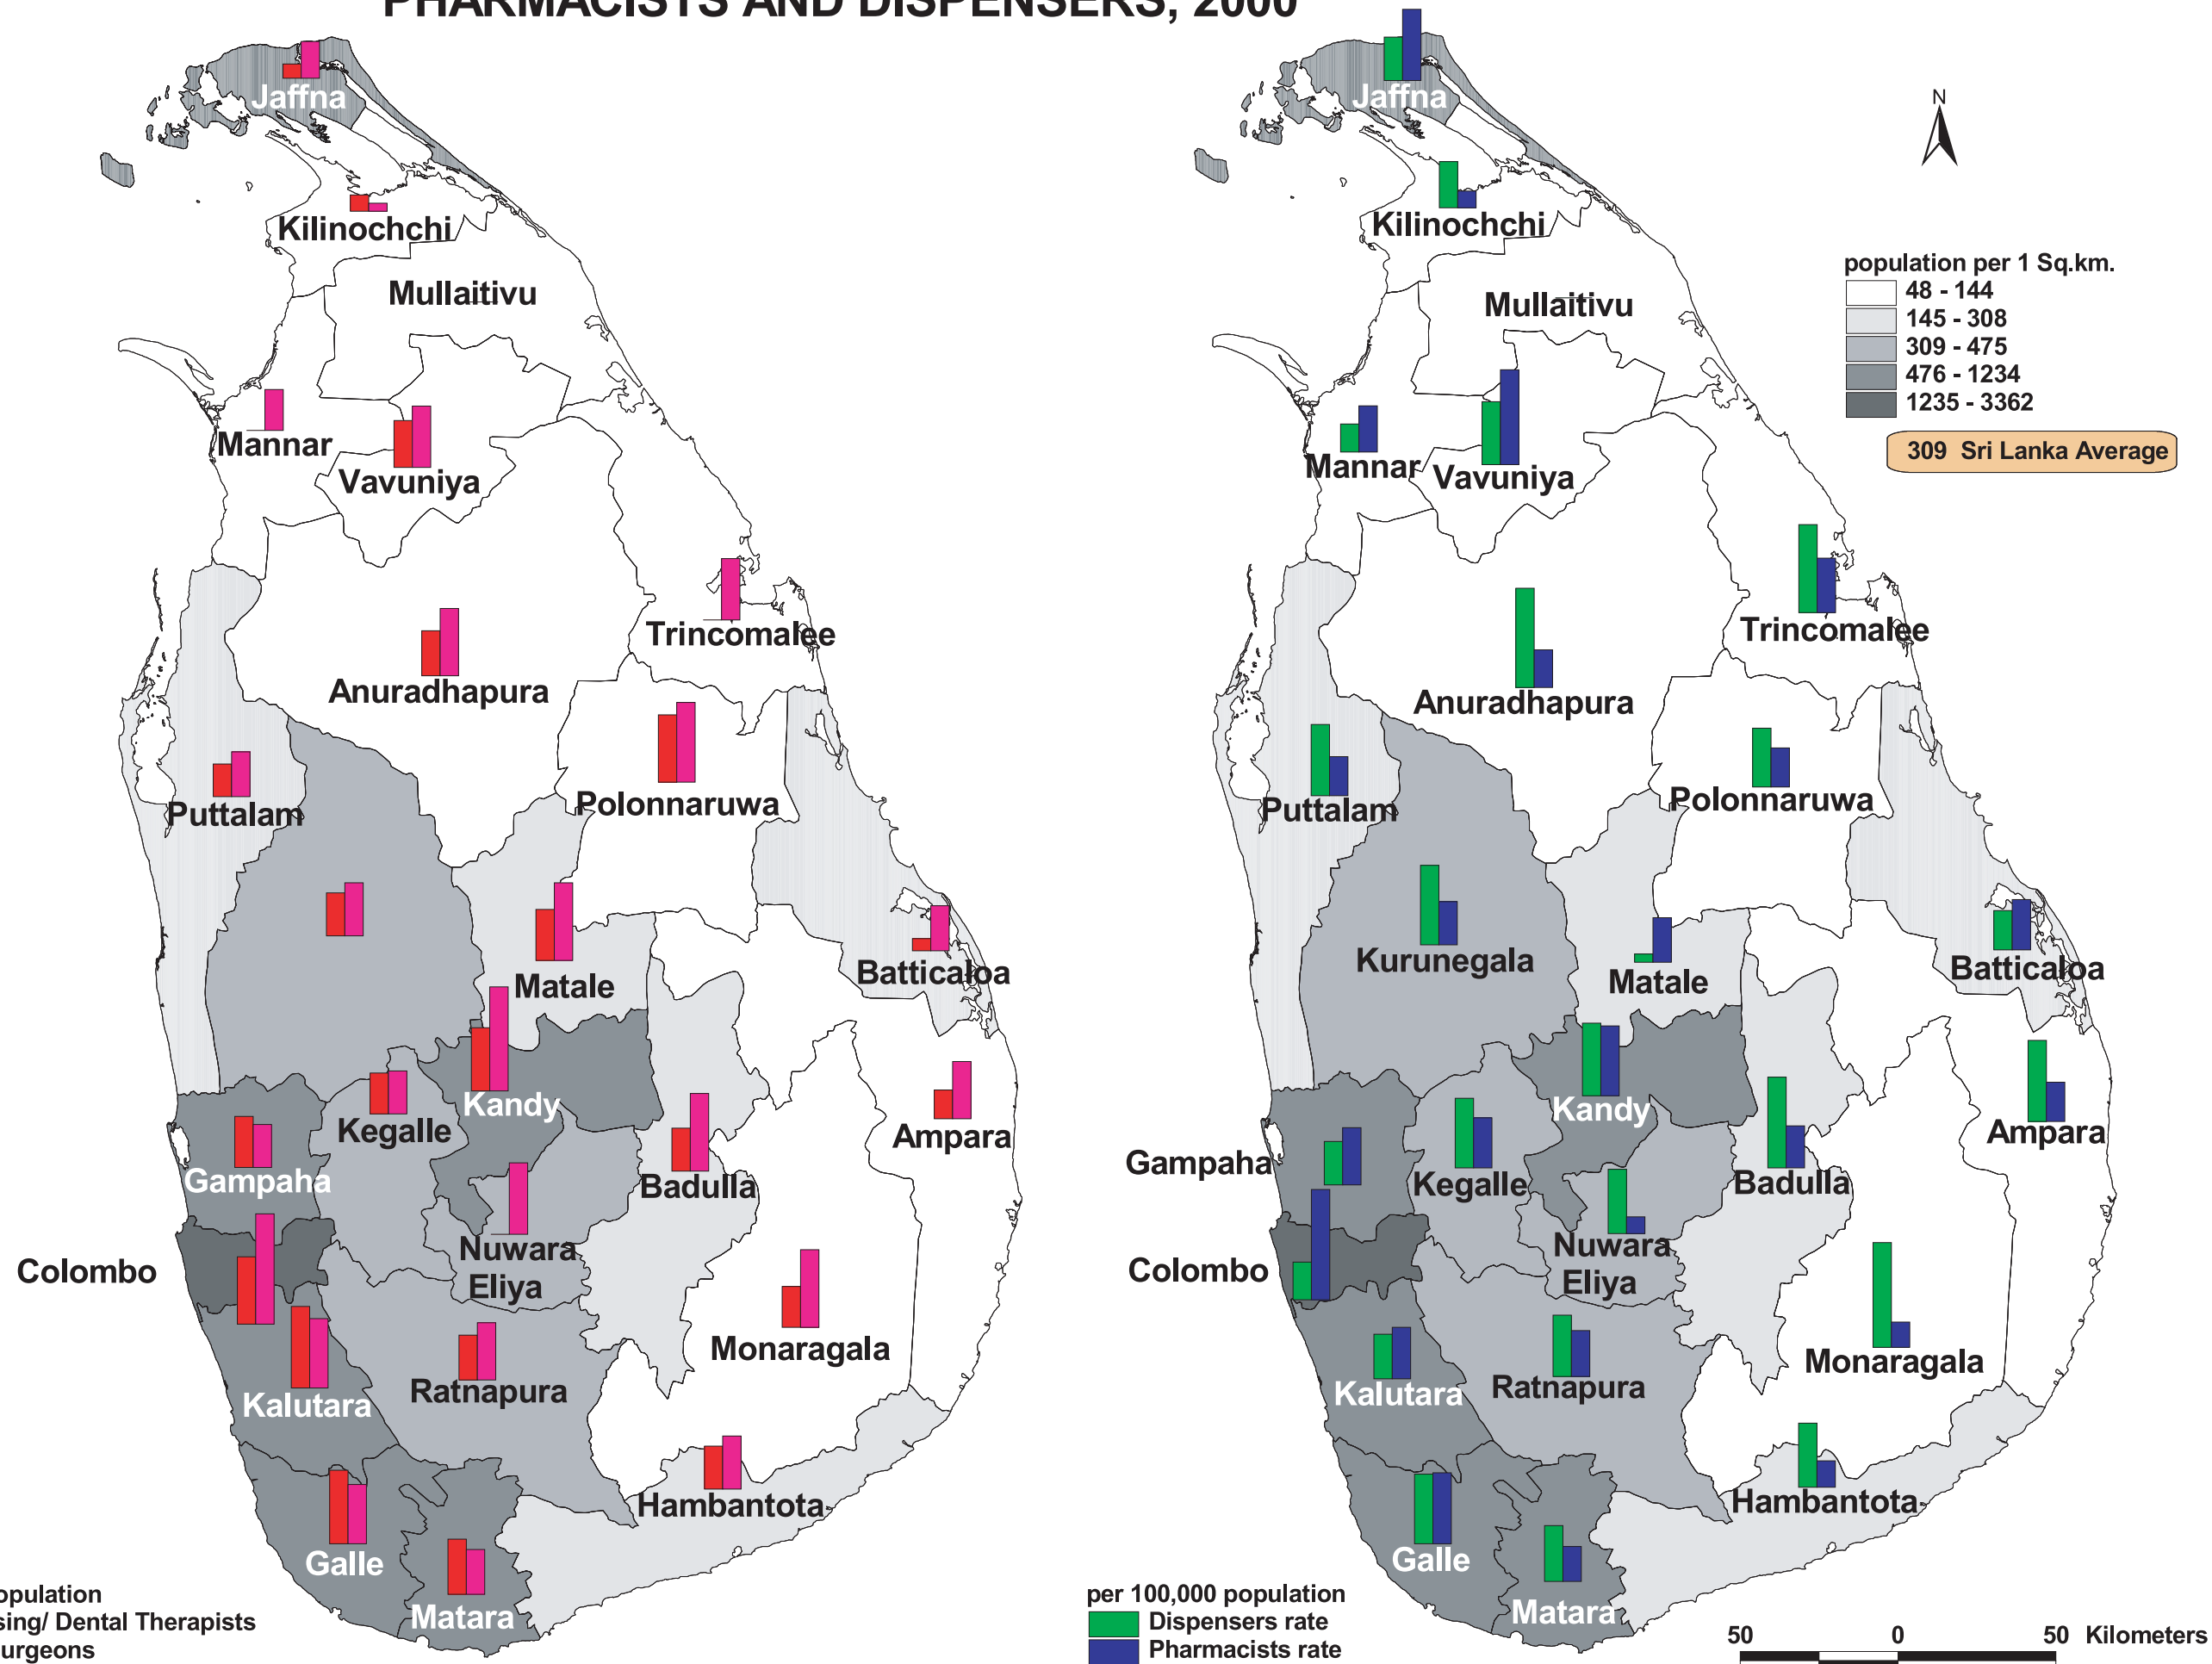 PHARMACISTS AND DISPENSERS, 2000
Jaffna
Kilinochchi
Mullaitivu
Mannar
Vavuniya
Trincomalee
Anuradhapura
Puttalam
Polonnaruwa
Matale
Batticaloa
Kandy
Kegalle
Ampara
Gampaha
Badulla
Nuwara
Eliya
Colombo
Monaragala
Ratnapura
Kalutara
Hambantota
Galle
Matara
opulation
sing/ Dental Therapists
urgeons
Jaffna
Kilinochchi
Mullaitivu
Mannar
Vavuniya
Trincomalee
Anuradhapura
Puttalam
Polonnaruwa
Kurunegala
Matale
Batticaloa
Kandy
Ampara
Gampaha
Kegalle
Badulla
Nuwara
Eliya
Colombo
Monaragala
Ratnapura
Kalutara
Hambantota
Galle
Matara
N
population per 1 Sq.km.
48 - 144
145 - 308
309 - 475
476 - 1234
1235 - 3362
309 Sri Lanka Average
per 100,000 population
Dispensers rate
Pharmacists rate
50 0 50 Kilometers